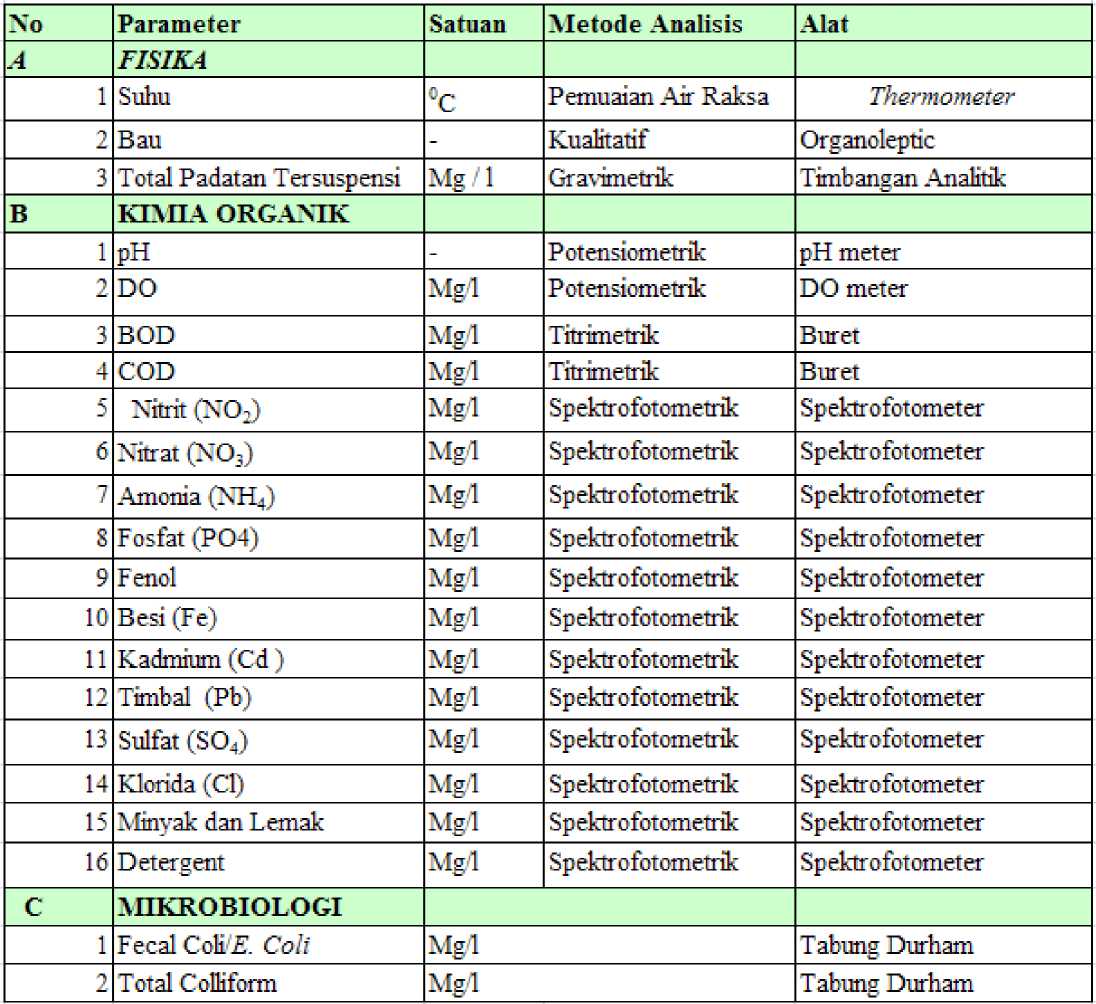 No Parameter Satuan Metode Analisis Alat
A FISIKA
1 Suhu ⁰C Pemuaian Air Raksa Thermometer
2 Bau - Kualitatif Organoleptic
3 Total Padatan Tersuspensi Mg / l Gravimetrik Timbangan Analitik
B KIMIA ORGANIK
1 pH - Potensiometrik pH meter
2 DO Mg/l Potensiometrik DO meter
3 BOD Mg/l Titrimetrik Buret
4 COD Mg/l Titrimetrik Buret
5 Nitrit (NO₂) Mg/l Spektrofotometrik Spektrofotometer
6 Nitrat (NO₃) Mg/l Spektrofotometrik Spektrofotometer
7 Amonia (NH₄) Mg/l Spektrofotometrik Spektrofotometer
8 Fosfat (PO4) Mg/l Spektrofotometrik Spektrofotometer
9 Fenol Mg/l Spektrofotometrik Spektrofotometer
10 Besi (Fe) Mg/l Spektrofotometrik Spektrofotometer
11 Kadmium (Cd ) Mg/l Spektrofotometrik Spektrofotometer
12 Timbal (Pb) Mg/l Spektrofotometrik Spektrofotometer
13 Sulfat (SO₄) Mg/l Spektrofotometrik Spektrofotometer
14 Klorida (Cl) Mg/l Spektrofotometrik Spektrofotometer
15 Minyak dan Lemak Mg/l Spektrofotometrik Spektrofotometer
16 Detergent Mg/l Spektrofotometrik Spektrofotometer
C MIKROBIOLOGI
1 Fecal Coli/E. Coli Mg/l Tabung Durham
2 Total Colliform Mg/l Tabung Durham